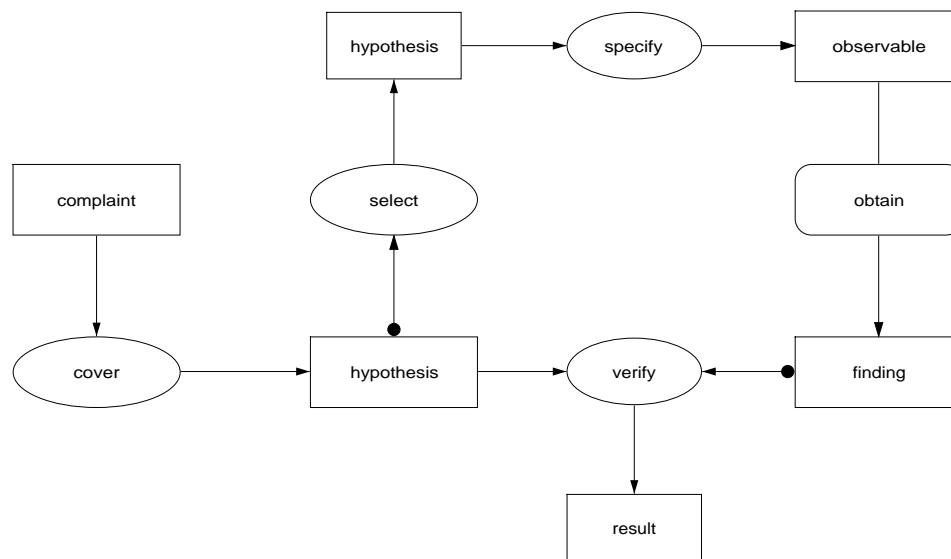 hypothesis
specify
observable
complaint
select
obtain
cover
hypothesis
verify
finding
result